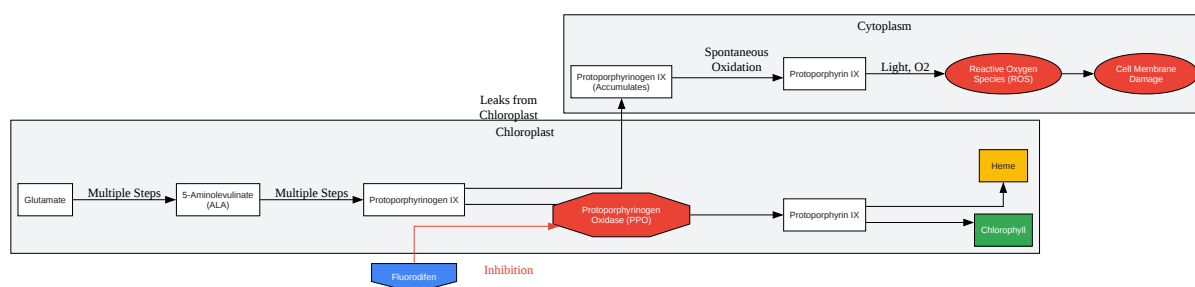 Cytoplasm
Spontaneous
Oxidation
Light, O2
Protoporphyrinogen IX
(Accumulates)
Protoporphyrin IX
Reactive Oxygen
Species (ROS)
Cell Membrane
Damage
Leaks from
Chloroplast
Chloroplast
Heme
Glutamate
Multiple Steps
5-Aminolevulinate
(ALA)
Multiple Steps
Protoporphyrinogen IX
Protoporphyrinogen
Oxidase (PPO)
Protoporphyrin IX
Chlorophyll
Fluorodifen
Inhibition